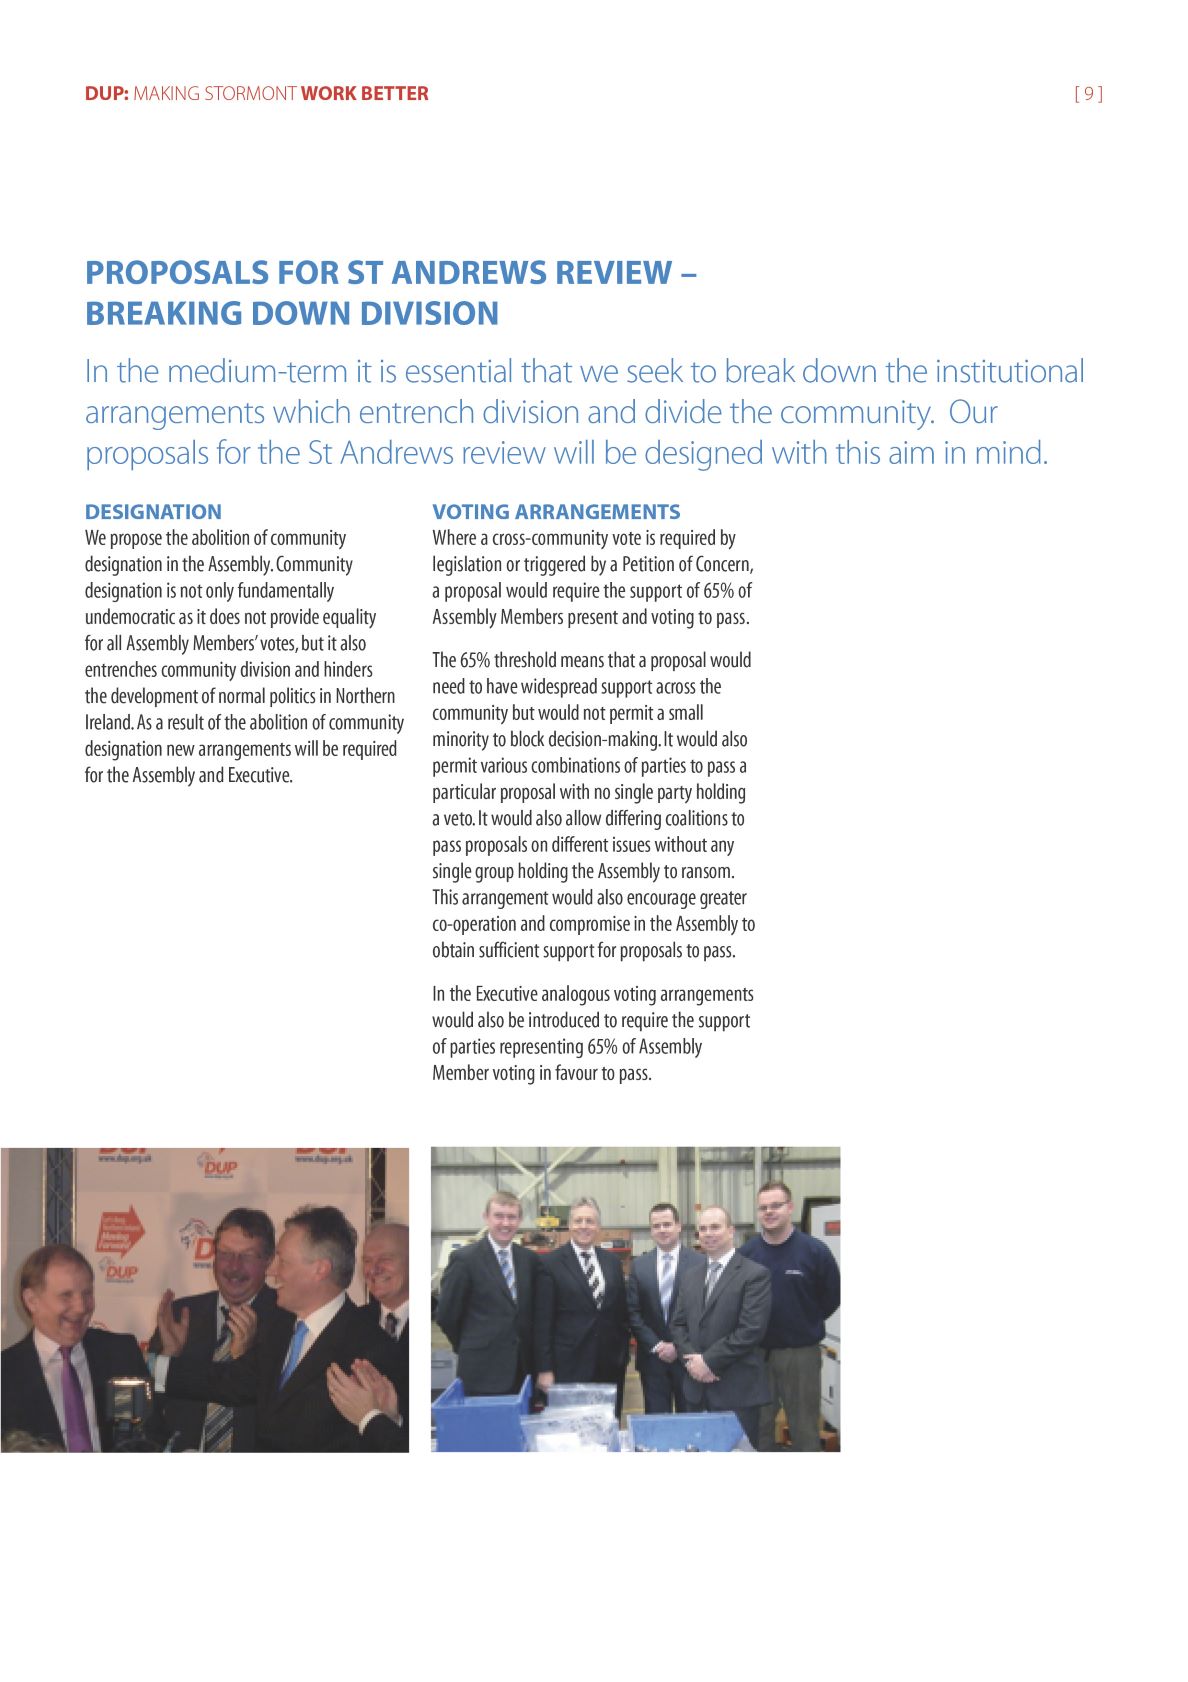 DUP: MAKING STORMONT WORK BETTER
[ 9 ]
PROPOSALS FOR ST ANDREWS REVIEW –
BREAKING DOWN DIVISION
In the medium-term it is essential that we seek to break down the institutional
arrangements which entrench division and divide the community.  Our
proposals for the St Andrews review will be designed with this aim in mind.
DESIGNATION
We propose the abolition of community
designation in the Assembly. Community
designation is not only fundamentally
undemocratic as it does not provide equality
for all Assembly Members’ votes, but it also
entrenches community division and hinders
the development of normal politics in Northern
Ireland. As a result of the abolition of community
designation new arrangements will be required
for the Assembly and Executive.
VOTING ARRANGEMENTS
Where a cross-community vote is required by
legislation or triggered by a Petition of Concern,
a proposal would require the support of 65% of
Assembly Members present and voting to pass.
The 65% threshold means that a proposal would
need to have widespread support across the
community but would not permit a small
minority to block decision-making. It would also
permit various combinations of parties to pass a
particular proposal with no single party holding
a veto. It would also allow differing coalitions to
pass proposals on different issues without any
single group holding the Assembly to ransom.
This arrangement would also encourage greater
co-operation and compromise in the Assembly to
obtain sufficient support for proposals to pass.
In the Executive analogous voting arrangements
would also be introduced to require the support
of parties representing 65% of Assembly
Member voting in favour to pass.
DUP
www.dup.org.uk
DUP
DUP
www.dup.org.uk
Moving
Forward
DUP